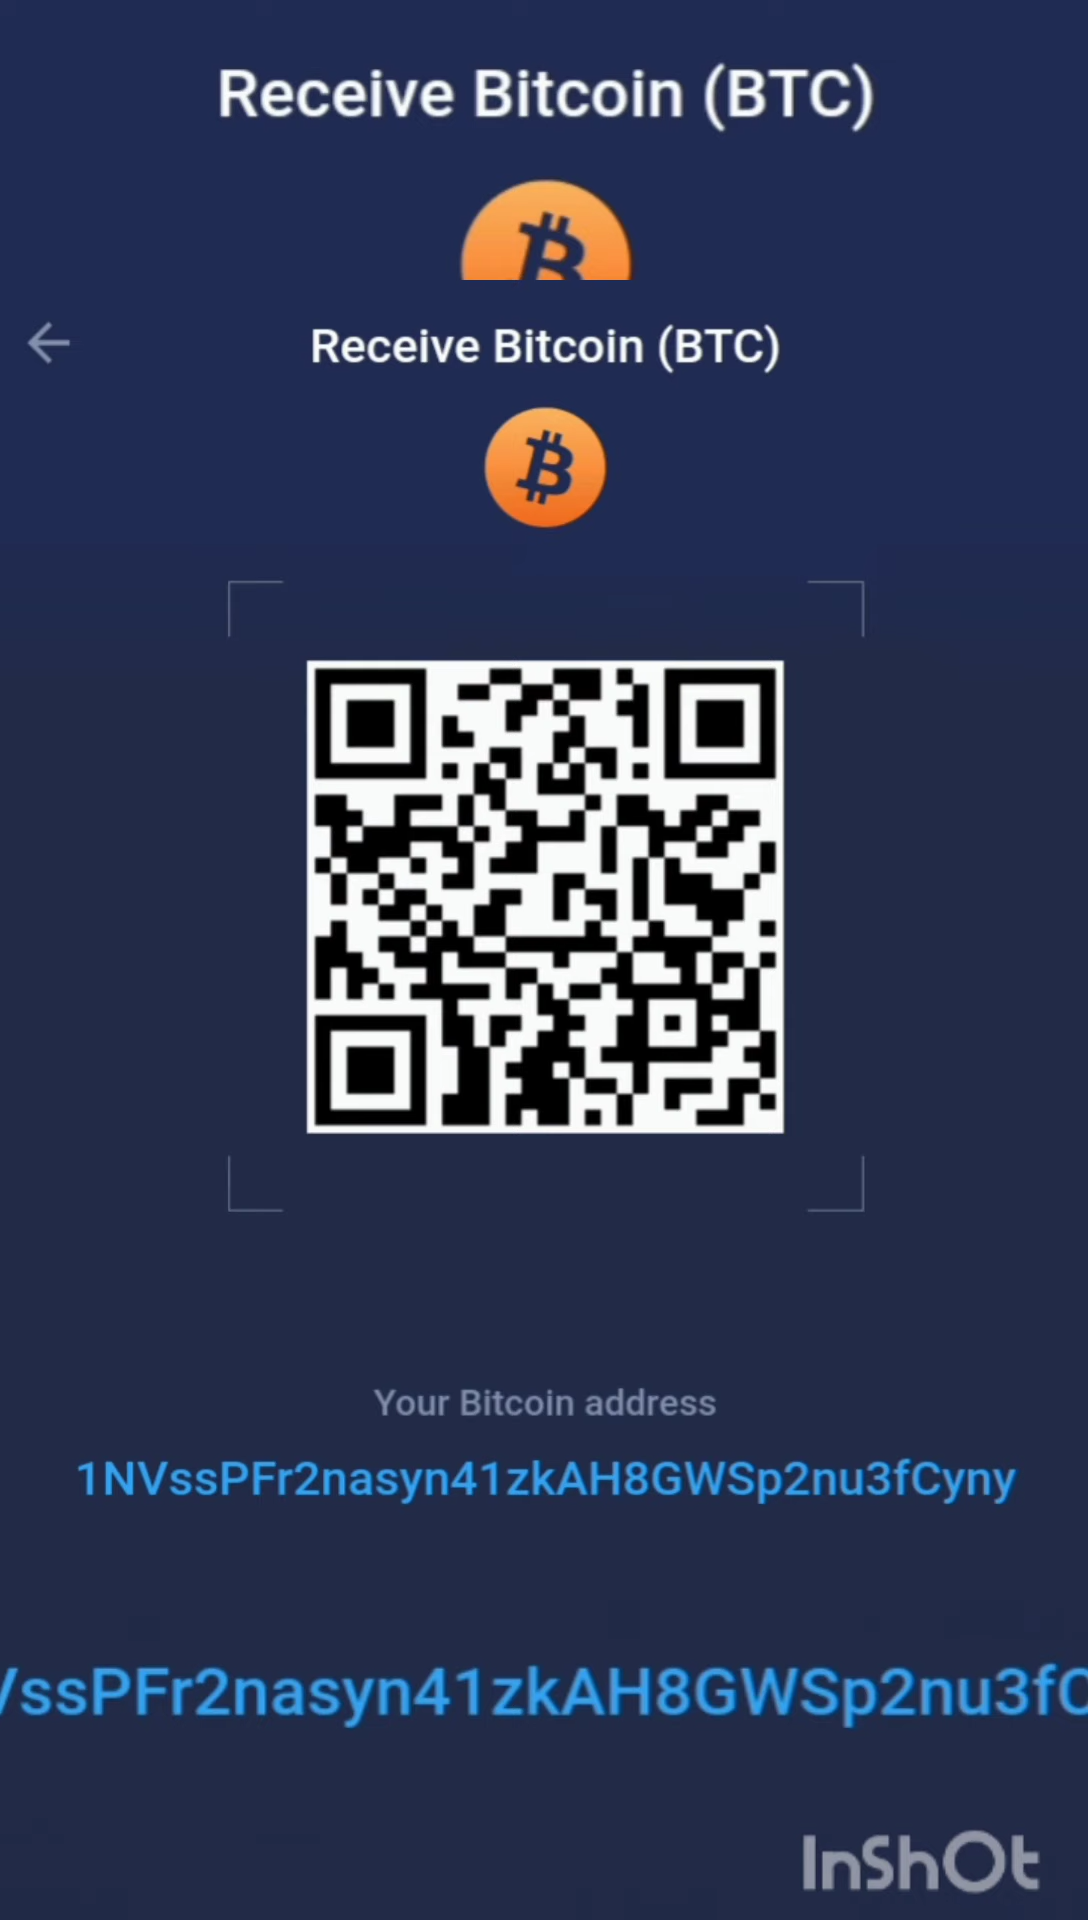 Receive Bitcoin (BTC)
Receive Bitcoin (BTC)
Your Bitcoin address
1NVssPFr2nasyn41zkAH8GWSp2nu3fCyny
VssPFr2nasyn41zkAH8GWSp2nu3fC
InShOt